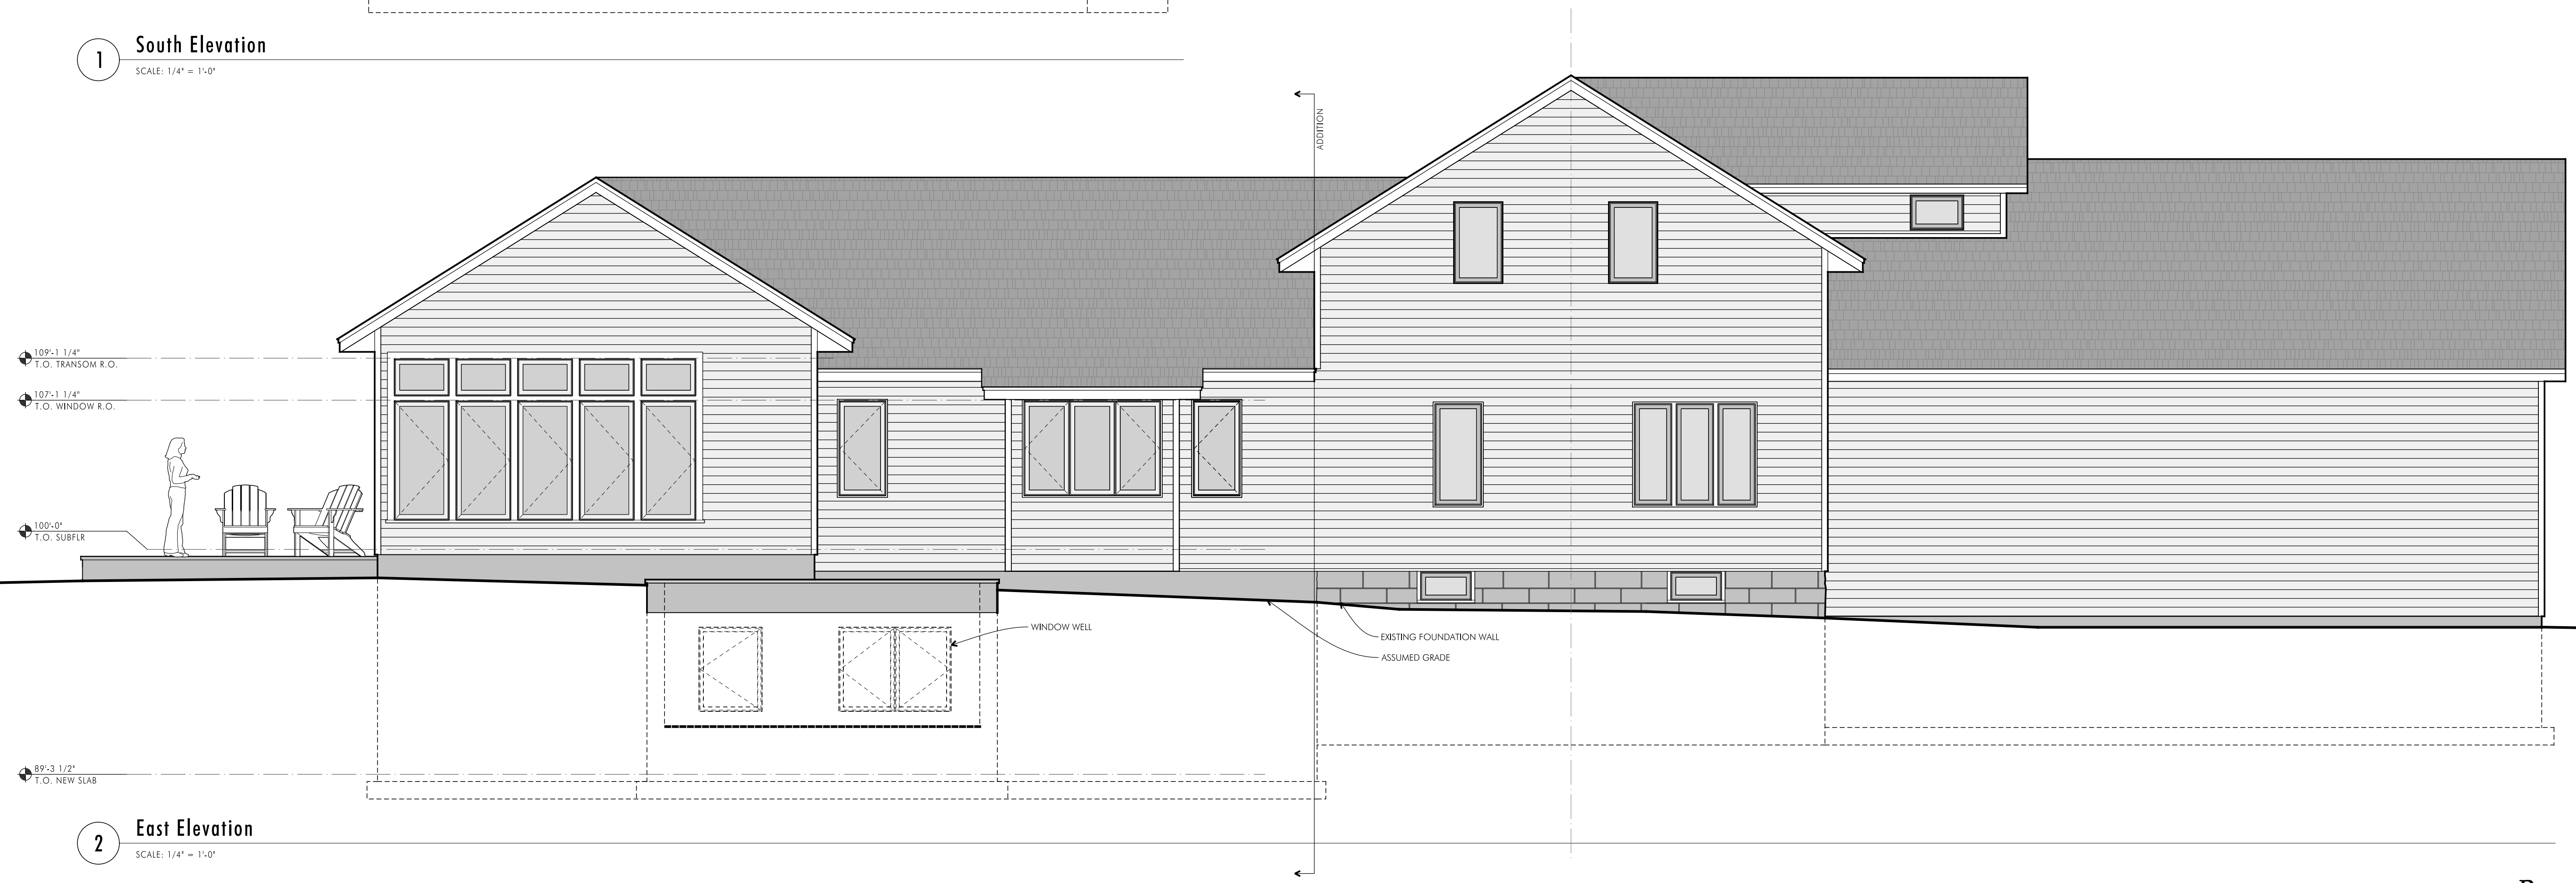 1
South Elevation
SCALE: 1/4" = 1'-0"
ADDITION
109'-1 1/4"
T.O. TRANSOM R.O.
107'-1 1/4"
T.O. WINDOW R.O.
100'-0"
T.O. SUBFLR
WINDOW WELL
EXISTING FOUNDATION WALL
ASSUMED GRADE
89'-3 1/2"
T.O. NEW SLAB
2
East Elevation
SCALE: 1/4" = 1'-0"